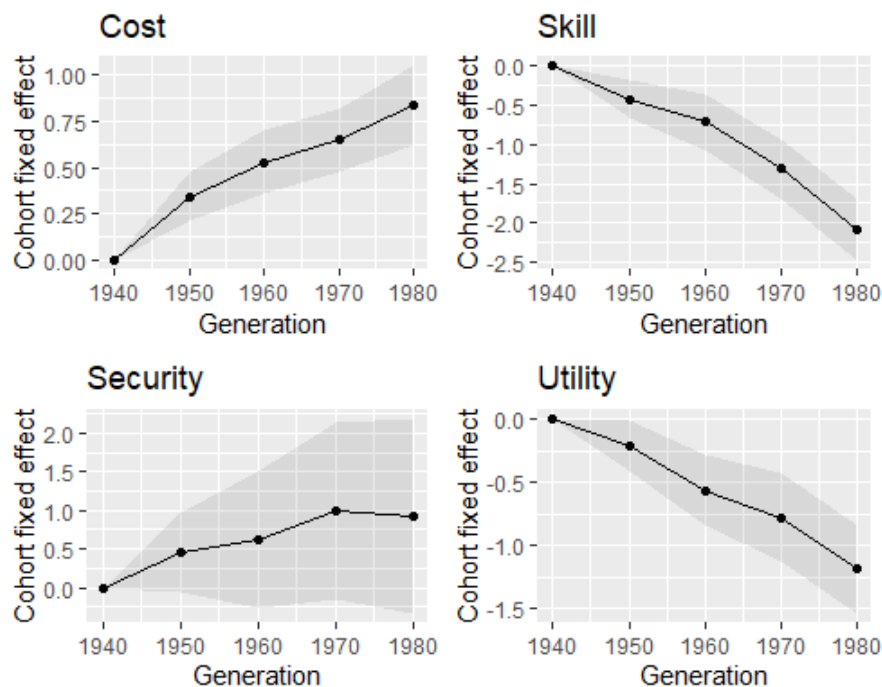 Cost
Cohort fixed effect
1.00
0.75
0.50
0.25
0.00
1940 1950 1960 1970 1980
Generation
Skill
Cohort fixed effect
0.0
-0.5
-1.0
-1.5
-2.0
-2.5
1940 1950 1960 1970 1980
Generation
Security
Cohort fixed effect
2.0
1.5
1.0
0.5
0.0
1940 1950 1960 1970 1980
Generation
Utility
Cohort fixed effect
0.0
-0.5
-1.0
-1.5
1940 1950 1960 1970 1980
Generation